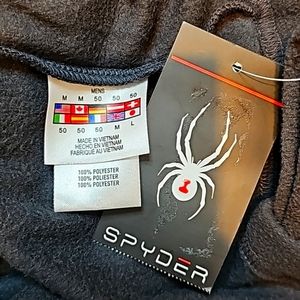 MENS
M M 50 50 50
50 50 50 M L
MADE IN VIETNAM
HECHO EN VIETNAM
FABRIQUÉ AU VIETNAM
100% POLYESTER
100% POLYESTER
100% POLYESTER
SPYDER